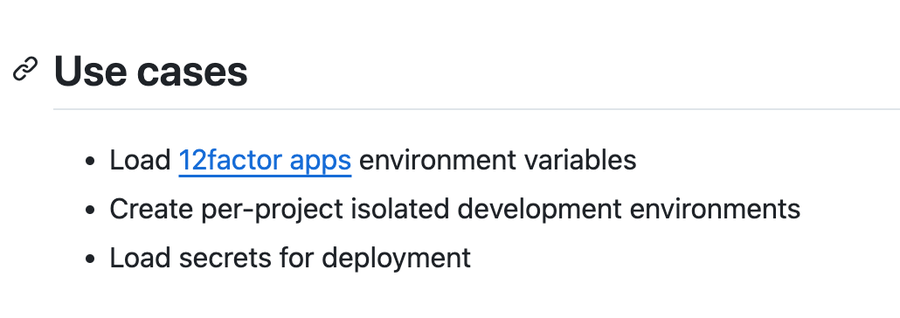 Use cases
• Load 12factor apps environment variables
• Create per-project isolated development environments
• Load secrets for deployment